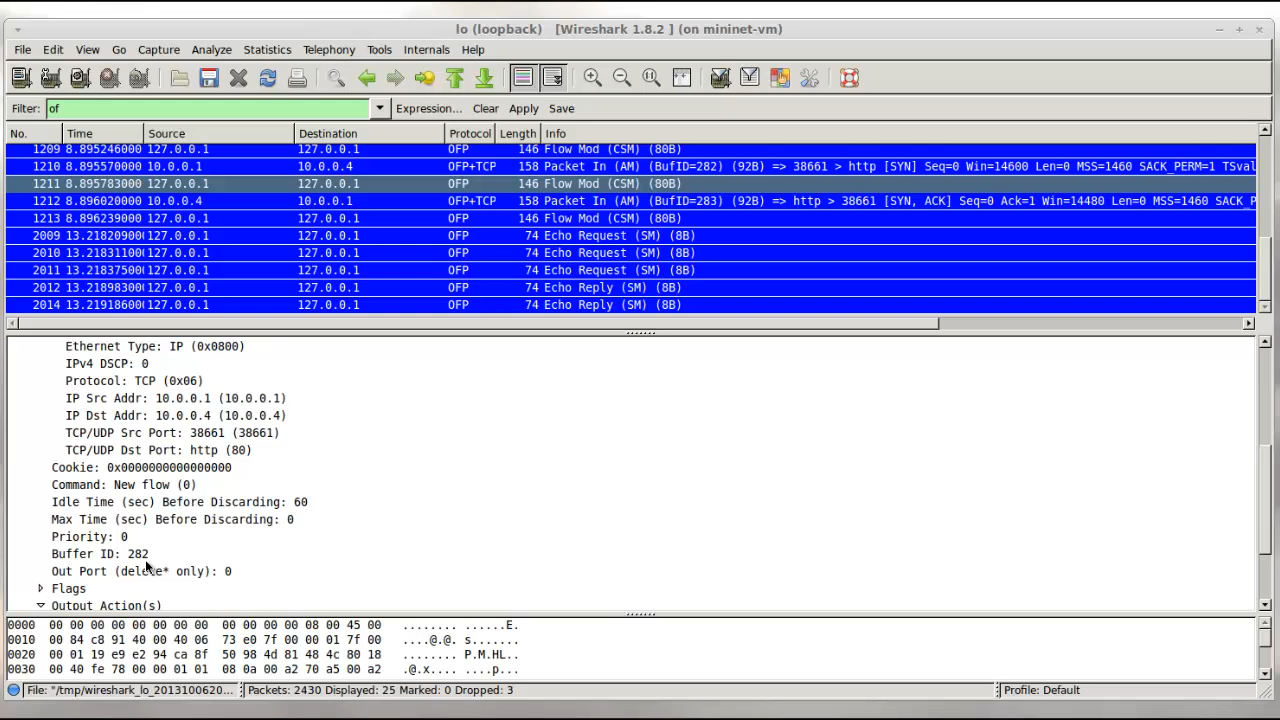 lo (loopback) [Wireshark 1.8.2 ] (on mininet-vm)
File Edit View Go Capture Analyze Statistics Telephony Tools Internals Help
Filter: of Expression... Clear Apply Save
No. Time Source Destination Protocol Length Info
1209 8.895246000 127.0.0.1 127.0.0.1 OFP 146 Flow Mod (CSM) (80B)
1210 8.895570000 10.0.0.1 10.0.0.4 OFP+TCP 158 Packet In (AM) (BufID=282) (92B) => 38661 > http [SYN] Seq=0 Win=14600 Len=0 MSS=1460 SACK_PERM=1 TSval
1211 8.895783000 127.0.0.1 127.0.0.1 OFP 146 Flow Mod (CSM) (80B)
1212 8.896020000 10.0.0.4 10.0.0.1 OFP+TCP 158 Packet In (AM) (BufID=283) (92B) => http > 38661 [SYN, ACK] Seq=0 Ack=1 Win=14480 Len=0 MSS=1460 SACK_P
1213 8.896239000 127.0.0.1 127.0.0.1 OFP 146 Flow Mod (CSM) (80B)
2009 13.21820900 127.0.0.1 127.0.0.1 OFP 74 Echo Request (SM) (8B)
2010 13.21831100 127.0.0.1 127.0.0.1 OFP 74 Echo Request (SM) (8B)
2011 13.21837500 127.0.0.1 127.0.0.1 OFP 74 Echo Request (SM) (8B)
2012 13.21898300 127.0.0.1 127.0.0.1 OFP 74 Echo Reply (SM) (8B)
2014 13.21918600 127.0.0.1 127.0.0.1 OFP 74 Echo Reply (SM) (8B)
Ethernet Type: IP (0x0800)
IPv4 DSCP: 0
Protocol: TCP (0x06)
IP Src Addr: 10.0.0.1 (10.0.0.1)
IP Dst Addr: 10.0.0.4 (10.0.0.4)
TCP/UDP Src Port: 38661 (38661)
TCP/UDP Dst Port: http (80)
Cookie: 0x0000000000000000
Command: New flow (0)
Idle Time (sec) Before Discarding: 60
Max Time (sec) Before Discarding: 0
Priority: 0
Buffer ID: 282
Out Port (delete* only): 0
Flags
Output Action(s)
0000 00 00 00 00 00 00 00 00 00 00 00 00 08 00 45 00 ........ ......E.
0010 00 84 c8 91 40 00 40 06 73 e0 7f 00 00 01 7f 00 ....@.@. s.......
0020 00 01 19 e9 e2 94 ca 8f 50 98 4d 81 48 4c 80 18 ........ P.M.HL..
0030 00 40 fe 78 00 00 01 01 08 0a 00 a2 70 a5 00 a2 .@.x.... ....p...
File: "/tmp/wireshark_lo_2013100620... Packets: 2430 Displayed: 25 Marked: 0 Dropped: 3 Profile: Default